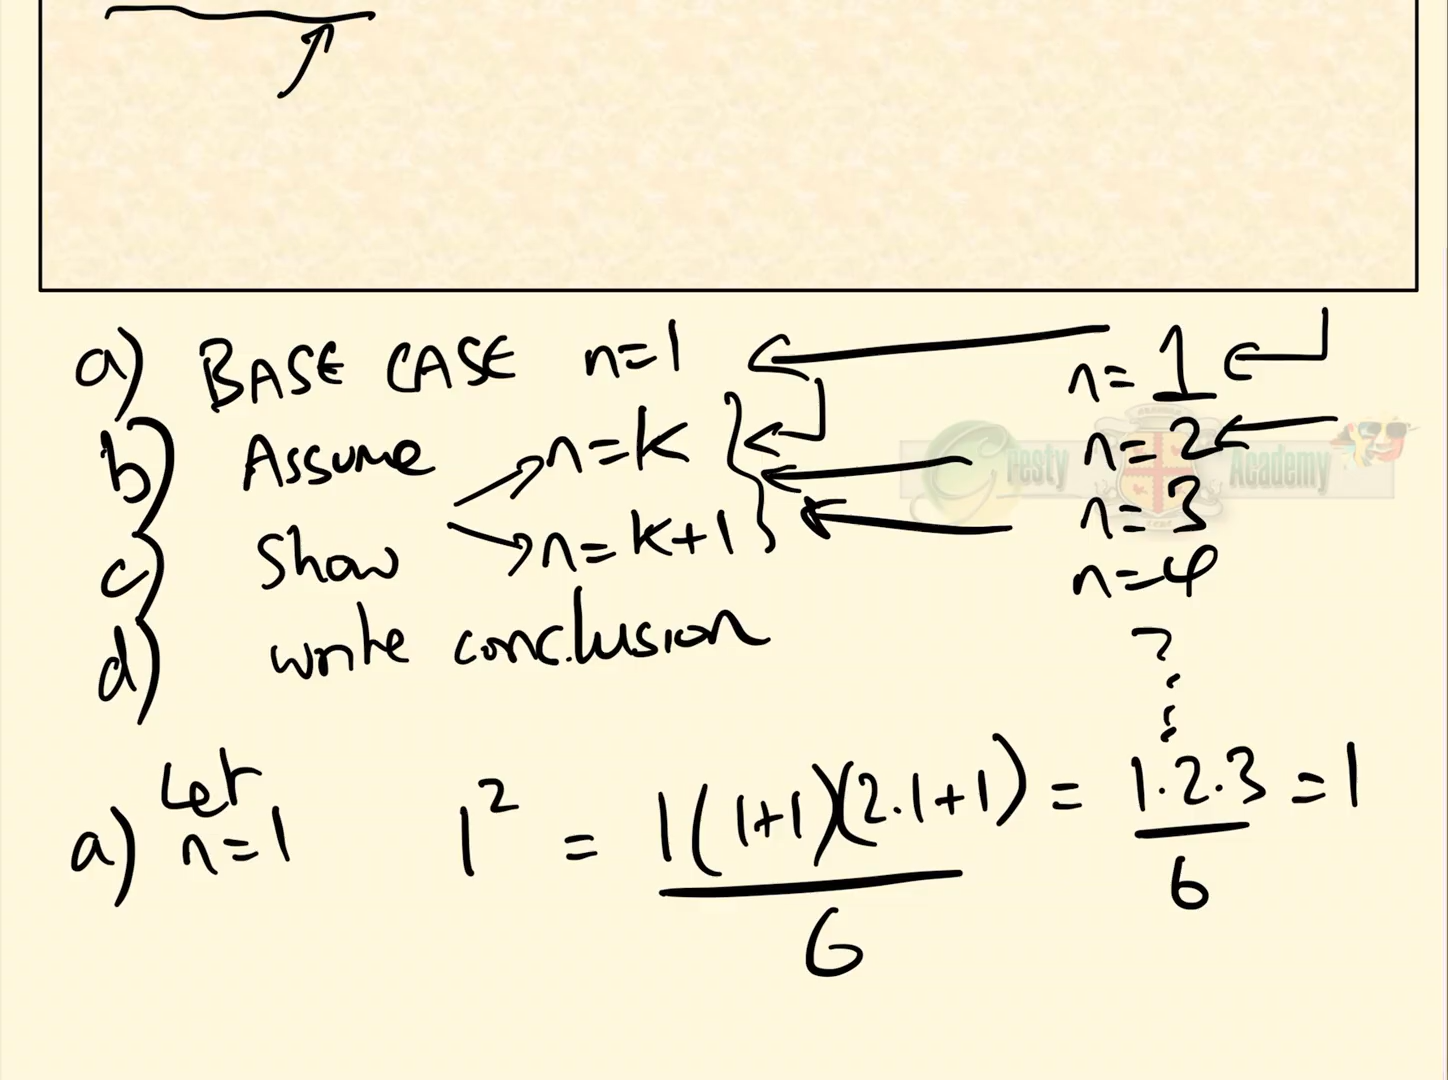 a) BASE CASE n=1
n=1
b) Assume n=k
n=2
c) Show n=k+1
n=3
n=4
d) write conclusion
?
Academy
a) Let n=1 1² = 1(1+1)(2.1+1)/6 = 1·2·3/6 = 1